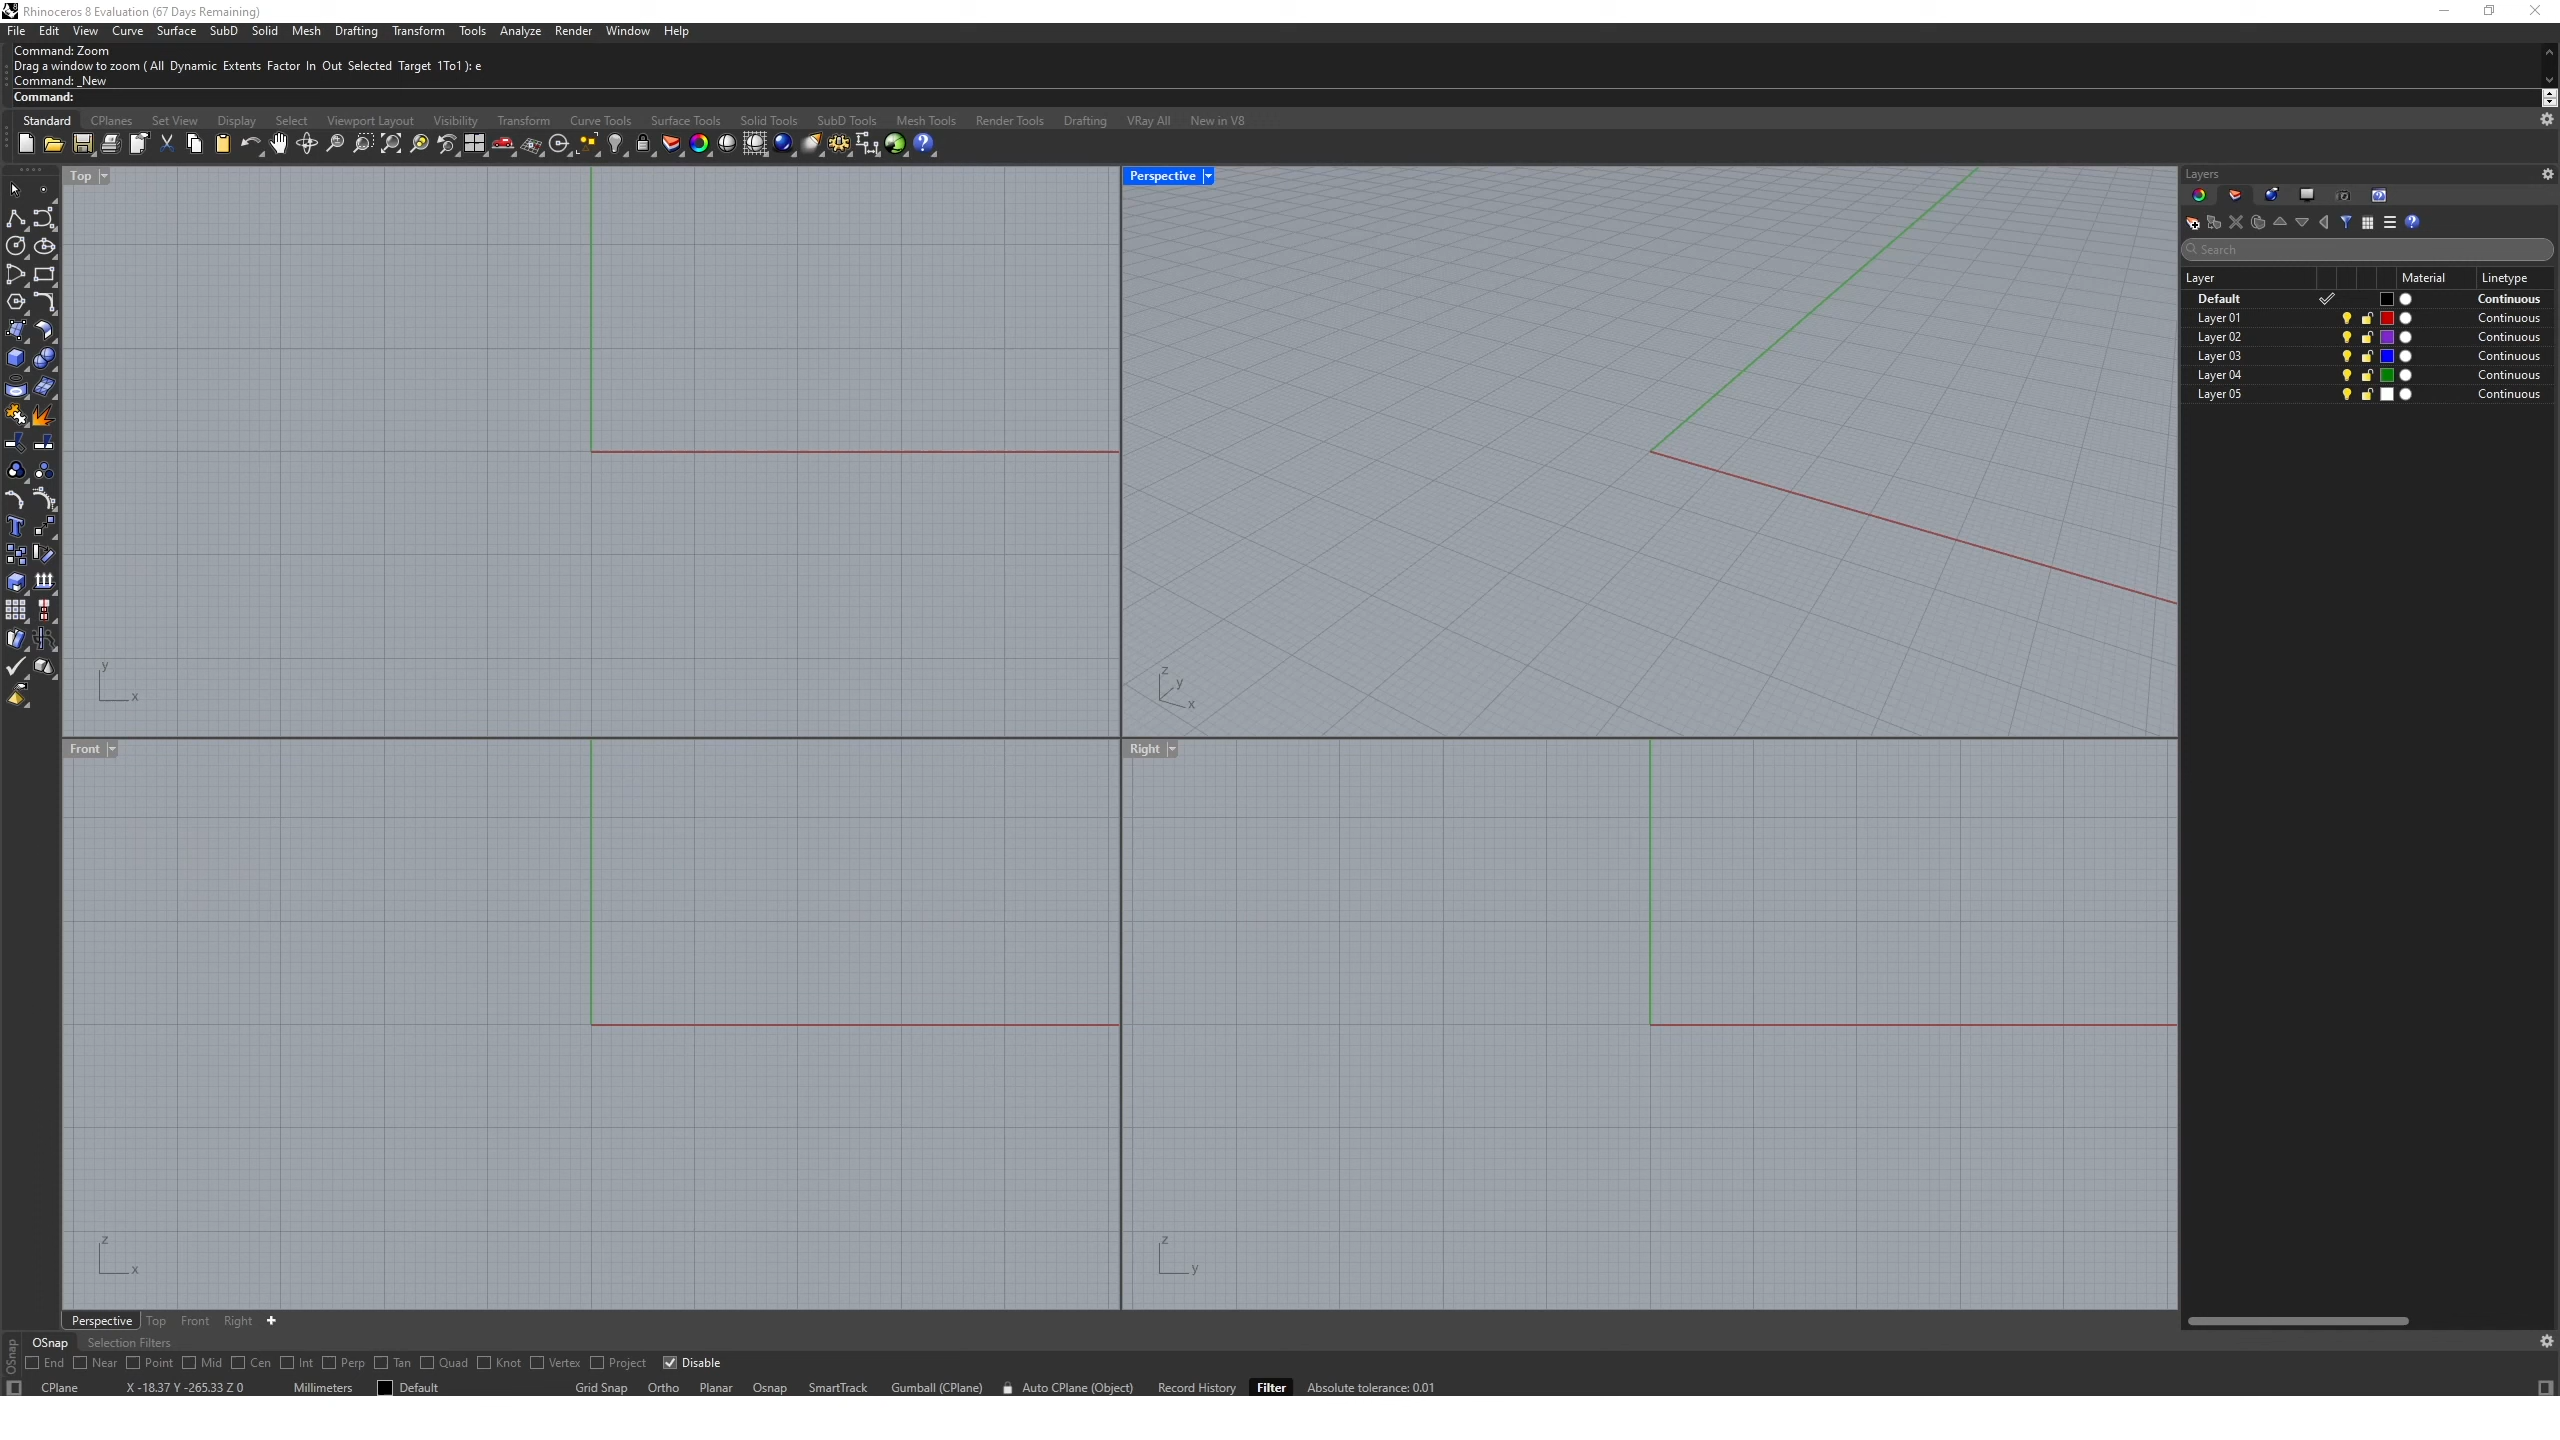 Rhinoceros 8 Evaluation (67 Days Remaining)
File Edit View Curve Surface SubD Solid Mesh Drafting Transform Tools Analyze Render Window Help
Command: Zoom
Drag a window to zoom ( All Dynamic Extents Factor In Out Selected Target 1To1 ): e
Command: _New
Command:
Standard CPlanes Set View Display Select Viewport Layout Visibility Transform Curve Tools Surface Tools Solid Tools SubD Tools Mesh Tools Render Tools Drafting VRay All New in V8
Top
Perspective
Layers
Search
Layer Material Linetype
Default Continuous
Layer 01 Continuous
Layer 02 Continuous
Layer 03 Continuous
Layer 04 Continuous
Layer 05 Continuous
y
x
z
y
x
Front
Right
z
x
z
y
Perspective Top Front Right
OSnap Selection Filters
OSnap
End Near Point Mid Cen Int Perp Tan Quad Knot Vertex Project Disable
CPlane X -18.37 Y -265.33 Z 0 Millimeters Default Grid Snap Ortho Planar Osnap SmartTrack Gumball (CPlane) Auto CPlane (Object) Record History Filter Absolute tolerance: 0.01